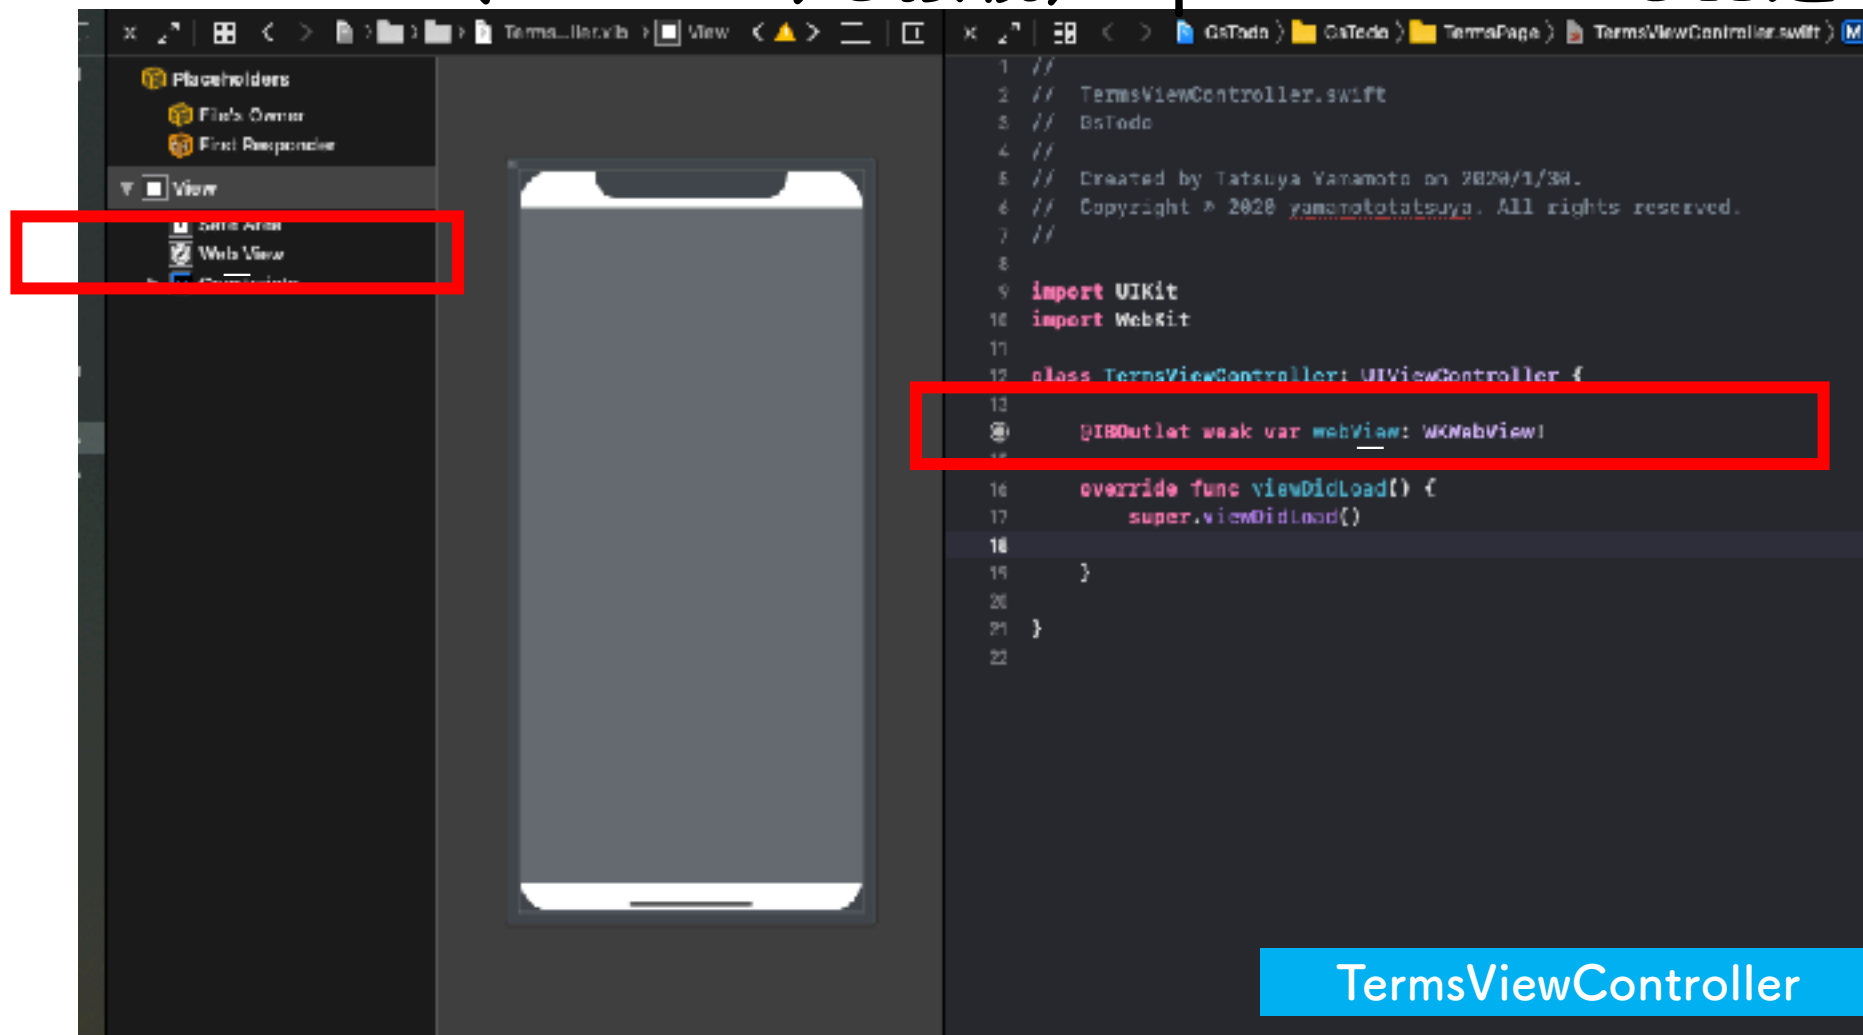 Terms...ller.xib
View
GsTodo
GsTodo
TermsPage
TermsViewController.swift
M
Placeholders
File's Owner
First Responder
View
Safe Area
Web View
1 //
2 // TermsViewController.swift
3 // GsTodo
4 //
5 // Created by Tatsuya Yamamoto on 2020/1/30.
6 // Copyright © 2020 yamamototatsuya. All rights reserved.
7 //
8
9 import UIKit
10 import WebKit
11
12 class TermsViewController: UIViewController {
13
@IBOutlet weak var webView: WKWebView!
15
16 override func viewDidLoad() {
17 super.viewDidLoad()
18
19 }
20
21 }
22
TermsViewController